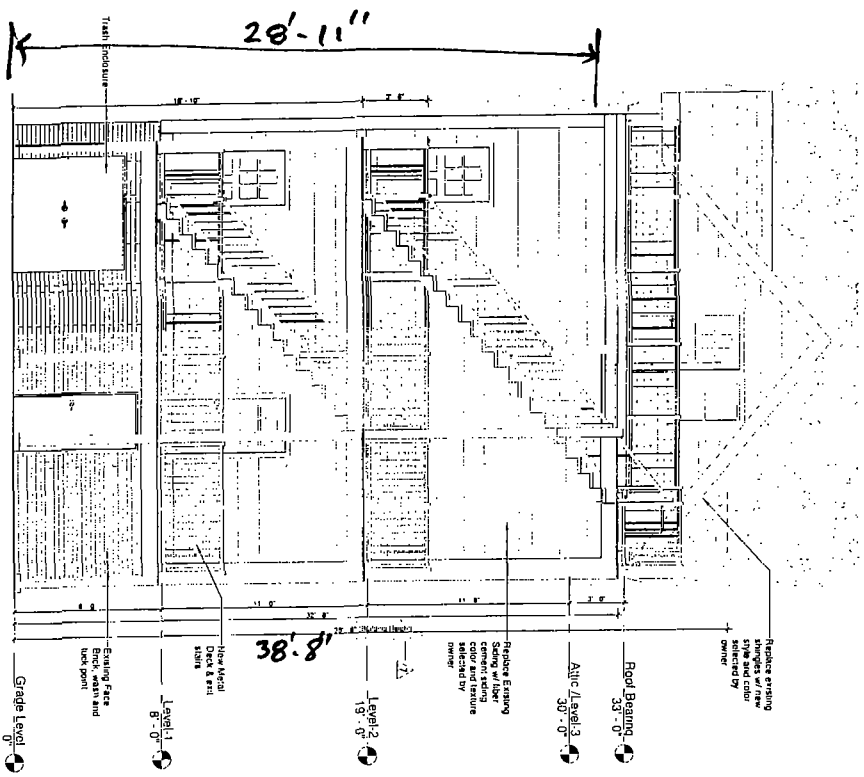 28'-11"
Trash Enclosure
38'-8"
Replace existing
shingles w/ new
style and color
selected by
owner
Replace Existing
Siding w/ fiber
cement siding
color and texture
selected by
owner
New Metal
Deck & exit
stairs
Existing Face
Brick, wash and
tuck point
Roof Bearing
33' - 0"
Attic /Level-3
30' - 0"
Level-2
19' - 0"
Level-1
8' - 0"
Grade Level
0"
11' 0"